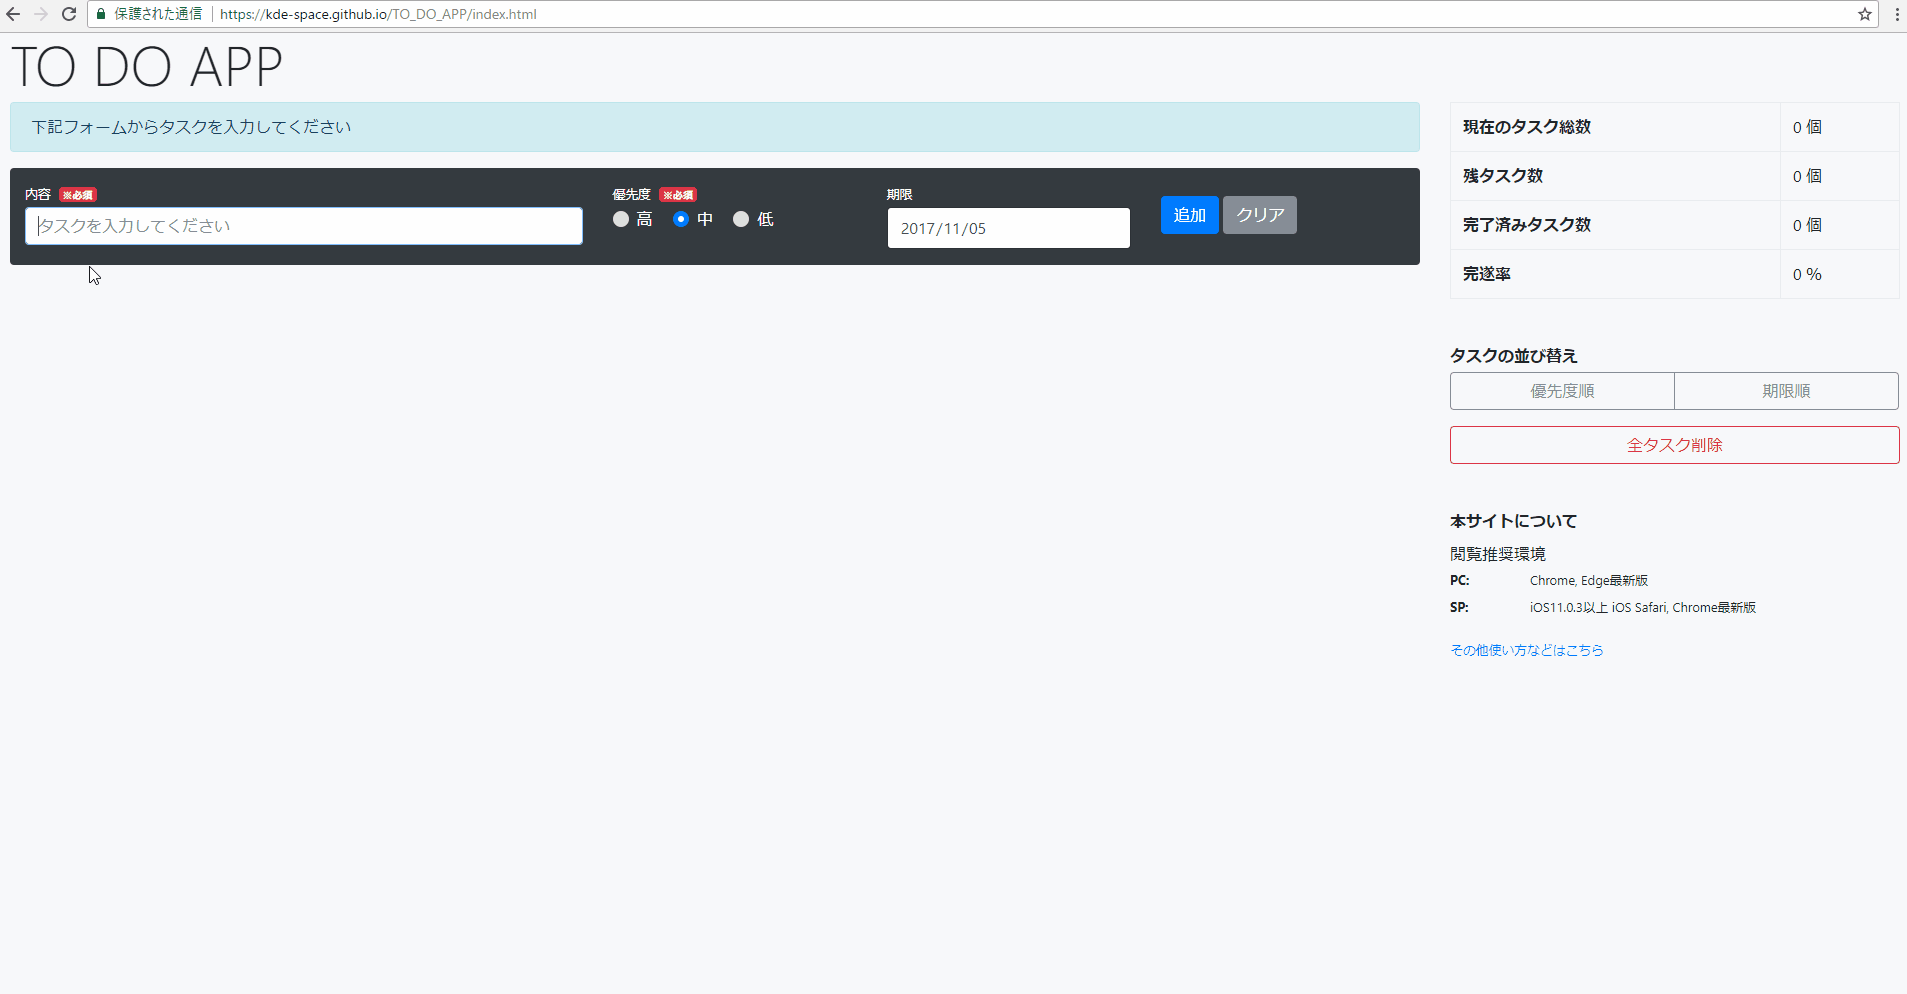 保護された通信 https://kde-space.github.io/TO_DO_APP/index.html
TO DO APP
下記フォームからタスクを入力してください
内容 ※必須
タスクを入力してください
優先度 ※必須
高 中 低
期限
2017/11/05
追加 クリア
現在のタスク総数 0 個
残タスク数 0 個
完了済みタスク数 0 個
完遂率 0 %
タスクの並び替え
優先度順 期限順
全タスク削除
本サイトについて
閲覧推奨環境
PC: Chrome, Edge最新版
SP: iOS11.0.3以上 iOS Safari, Chrome最新版
その他使い方などはこちら